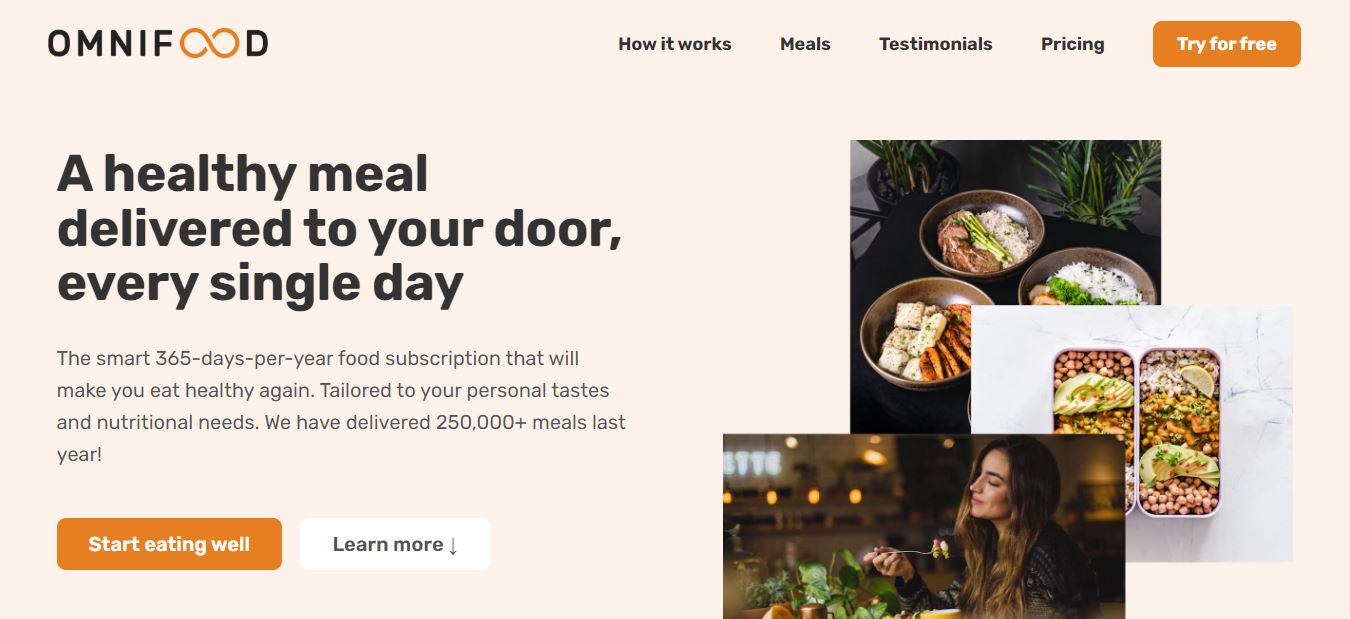 OMNIFOOD
How it works
Meals
Testimonials
Pricing
Try for free
A healthy meal
delivered to your door,
every single day
The smart 365-days-per-year food subscription that will
make you eat healthy again. Tailored to your personal tastes
and nutritional needs. We have delivered 250,000+ meals last
year!
Start eating well
Learn more ↓